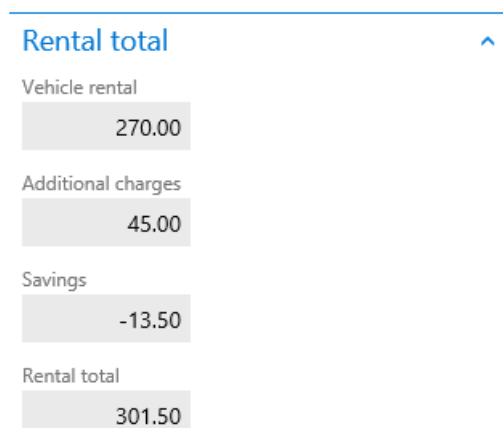 Rental total
Vehicle rental
270.00
Additional charges
45.00
Savings
-13.50
Rental total
301.50